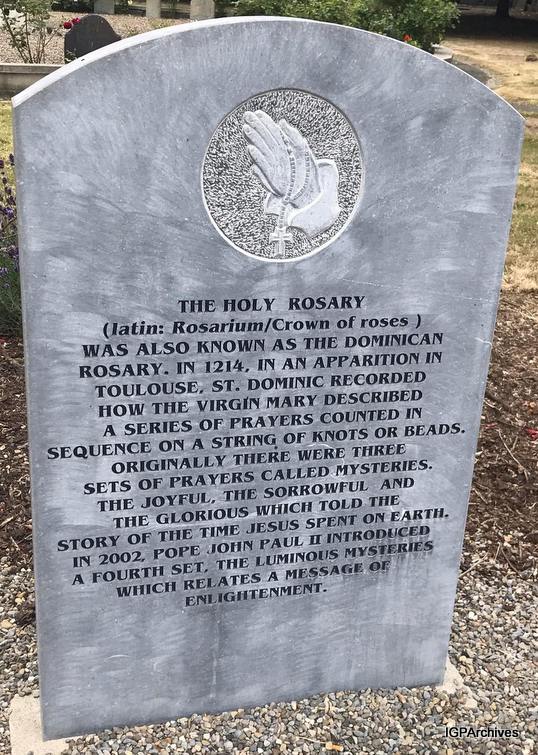 THE HOLY ROSARY
(latin: Rosarium/Crown of roses )
WAS ALSO KNOWN AS THE DOMINICAN
ROSARY. IN 1214, IN AN APPARITION IN
TOULOUSE, ST. DOMINIC RECORDED
HOW THE VIRGIN MARY DESCRIBED
A SERIES OF PRAYERS COUNTED IN
SEQUENCE ON A STRING OF KNOTS OR BEADS.
ORIGINALLY THERE WERE THREE
SETS OF PRAYERS CALLED MYSTERIES.
THE JOYFUL, THE SORROWFUL AND
THE GLORIOUS WHICH TOLD THE
STORY OF THE TIME JESUS SPENT ON EARTH.
IN 2002, POPE JOHN PAUL II INTRODUCED
A FOURTH SET, THE LUMINOUS MYSTERIES
WHICH RELATES A MESSAGE OF
ENLIGHTENMENT.
IGPArchives